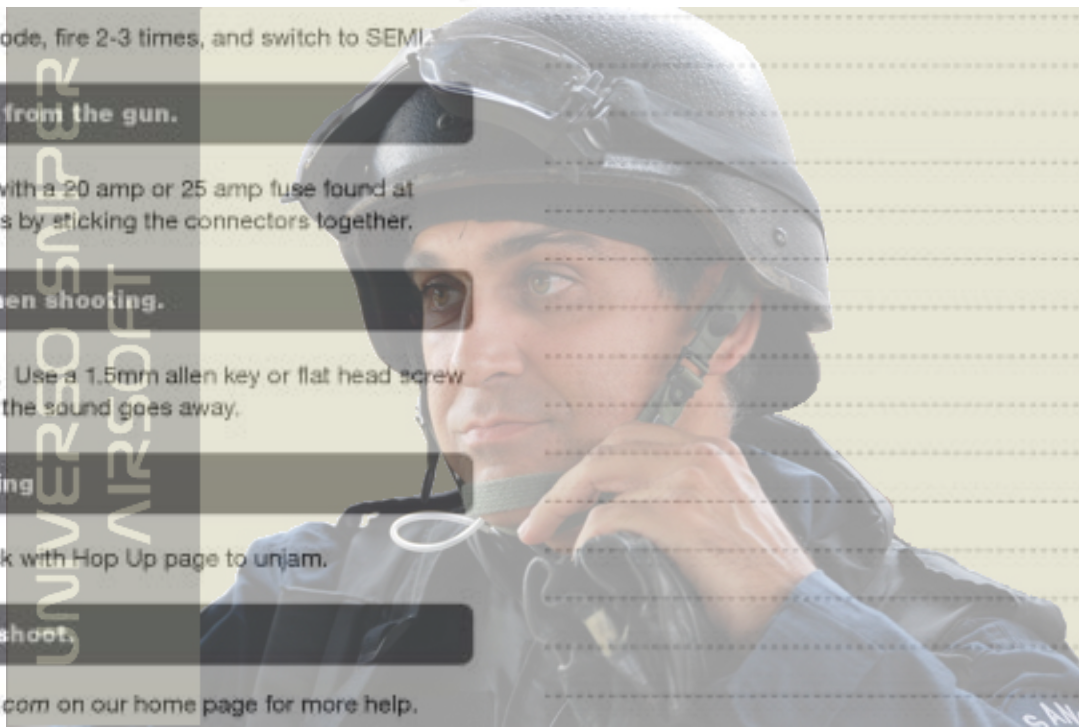 ode, fire 2-3 times, and switch to SEMI.
from the gun.
with a 20 amp or 25 amp fuse found at
s by sticking the connectors together.
en shooting.
. Use a 1.5mm allen key or flat head screw
the sound goes away.
ing
k with Hop Up page to unjam.
shoot.
com on our home page for more help.
UNIVERSO SNIPER
AIRSOFT
SAN